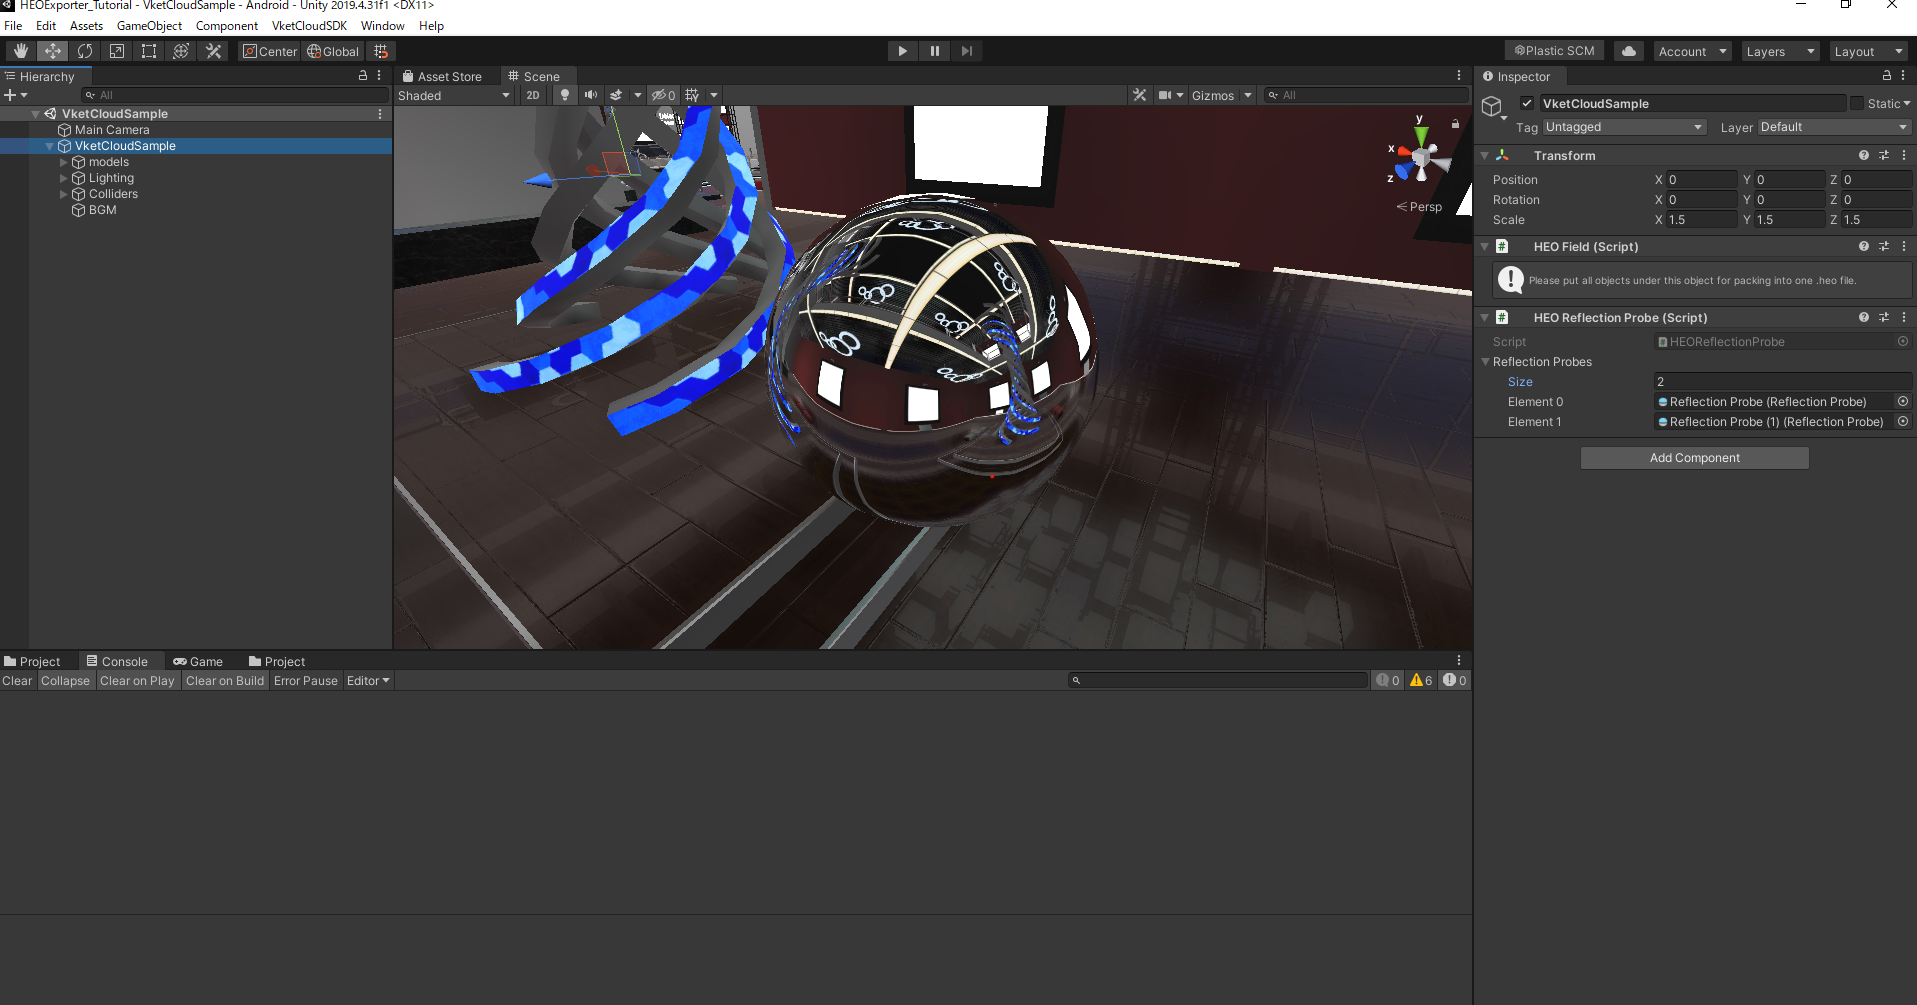 HEOExporter_Tutorial - VketCloudSample - Android - Unity 2019.4.31f1 <DX11>
File Edit Assets GameObject Component VketCloudSDK Window Help
Center Global Plastic SCM Account Layers Layout
Hierarchy
All
VketCloudSample
Main Camera
VketCloudSample
models
Lighting
Colliders
BGM
Asset Store Scene
Shaded 2D 0 Gizmos All
y
x
z
Persp
Inspector
VketCloudSample Static
Tag Untagged Layer Default
Transform
Position X 0 Y 0 Z 0
Rotation X 0 Y 0 Z 0
Scale X 1.5 Y 1.5 Z 1.5
HEO Field (Script)
Please put all objects under this object for packing into one .heo file.
HEO Reflection Probe (Script)
Script HEOReflectionProbe
Reflection Probes
Size 2
Element 0 Reflection Probe (Reflection Probe)
Element 1 Reflection Probe (1) (Reflection Probe)
Add Component
Project Console Game Project
Clear Collapse Clear on Play Clear on Build Error Pause Editor 0 6 0